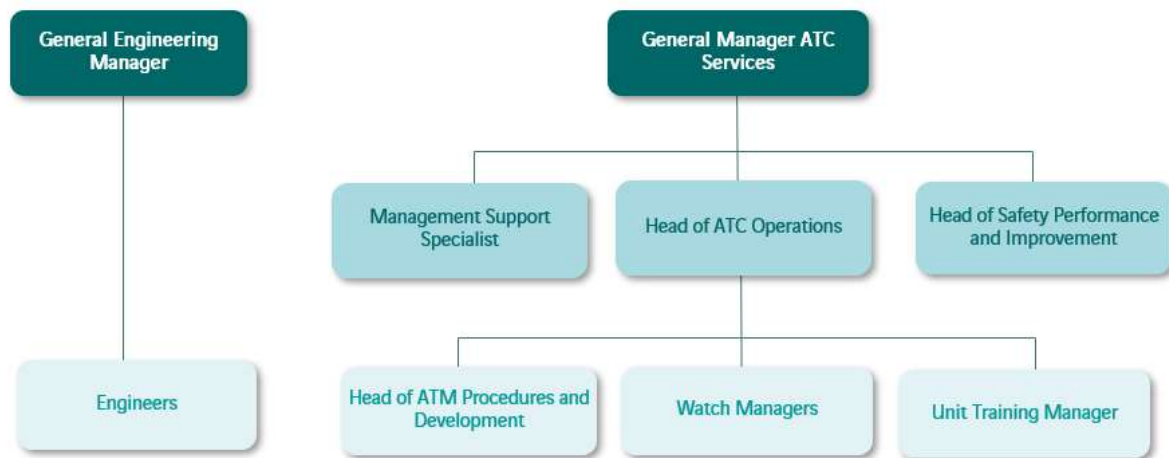 General Engineering
Manager
General Manager ATC
Services
Management Support
Specialist
Head of ATC Operations
Head of Safety Performance
and Improvement
Engineers
Head of ATM Procedures and
Development
Watch Managers
Unit Training Manager